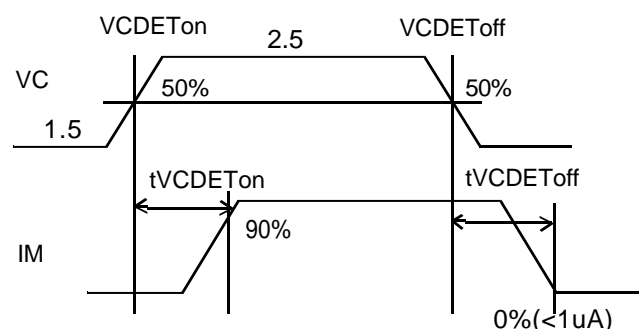 VCDETon
VCDEToff
2.5
VC
50%
50%
1.5
tVCDETon
tVCDEToff
90%
IM
0%(<1uA)